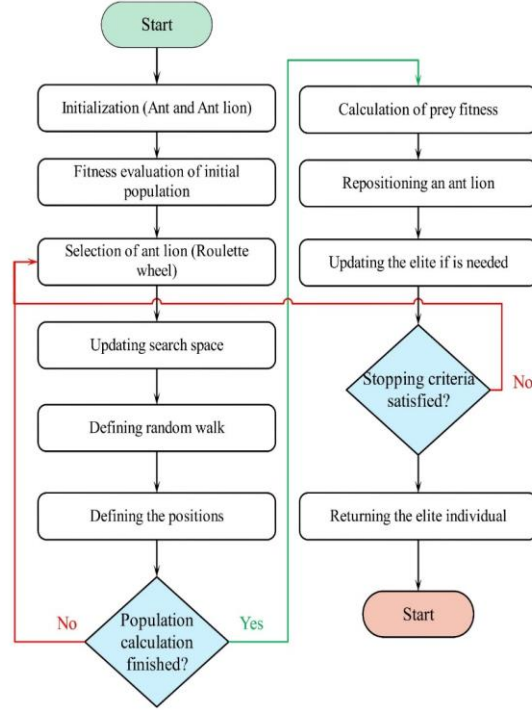 Start
Initialization (Ant and Ant lion)
Fitness evaluation of initial
population
Selection of ant lion (Roulette
wheel)
Updating search space
Defining random walk
Defining the positions
Population
calculation
finished?
No
Yes
Calculation of prey fitness
Repositioning an ant lion
Updating the elite if is needed
Stopping criteria
satisfied?
No
Returning the elite individual
Start